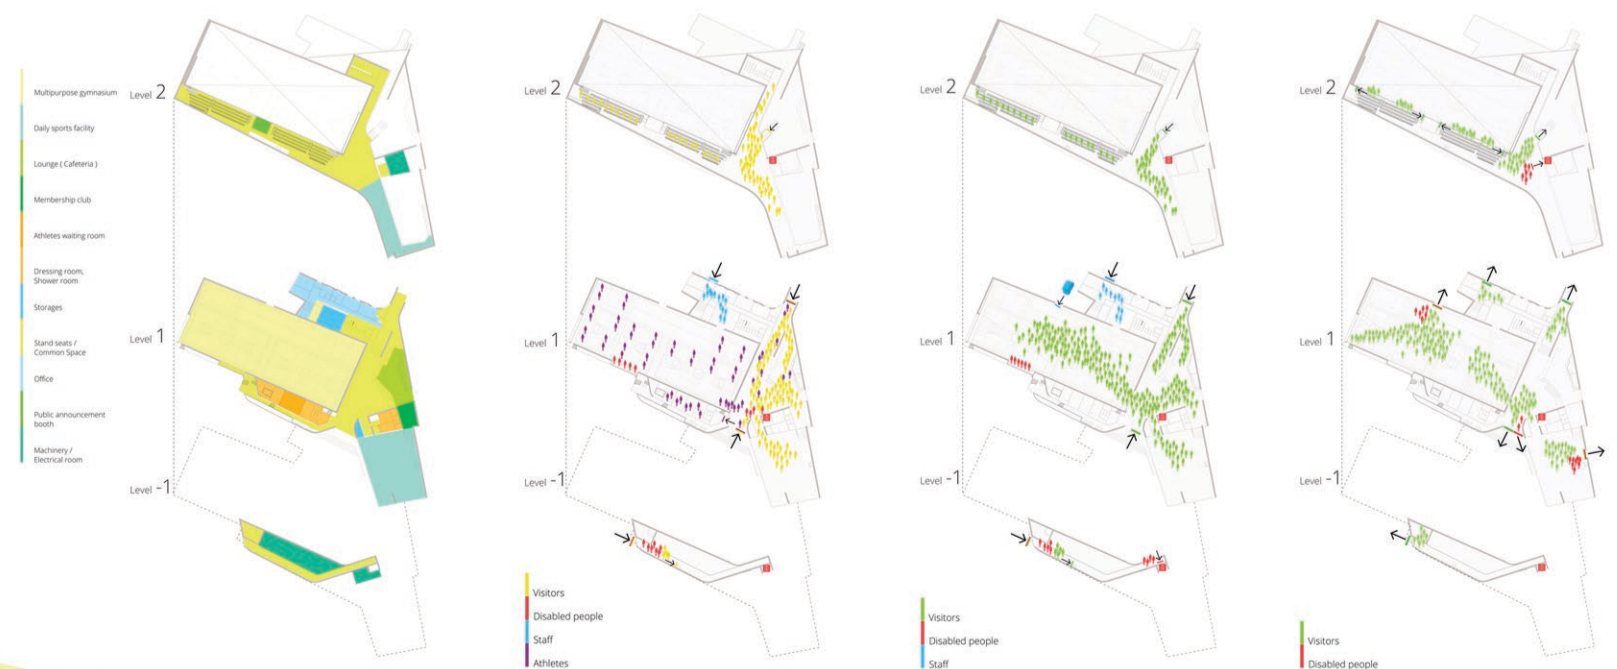 Multipurpose gymnasium
Daily sports facility
Lounge ( Cafeteria )
Membership club
Athletes waiting room
Dressing room,
Shower room
Storages
Stand seats /
Common Space
Office
Public announcement
booth
Machinery /
Electrical room
Level 2
Level 1
Level -1
Level 2
Level 1
Level -1
Visitors
Disabled people
Staff
Athletes
Level 2
Level 1
Level -1
Visitors
Disabled people
Staff
Level 2
Level 1
Level -1
Visitors
Disabled people